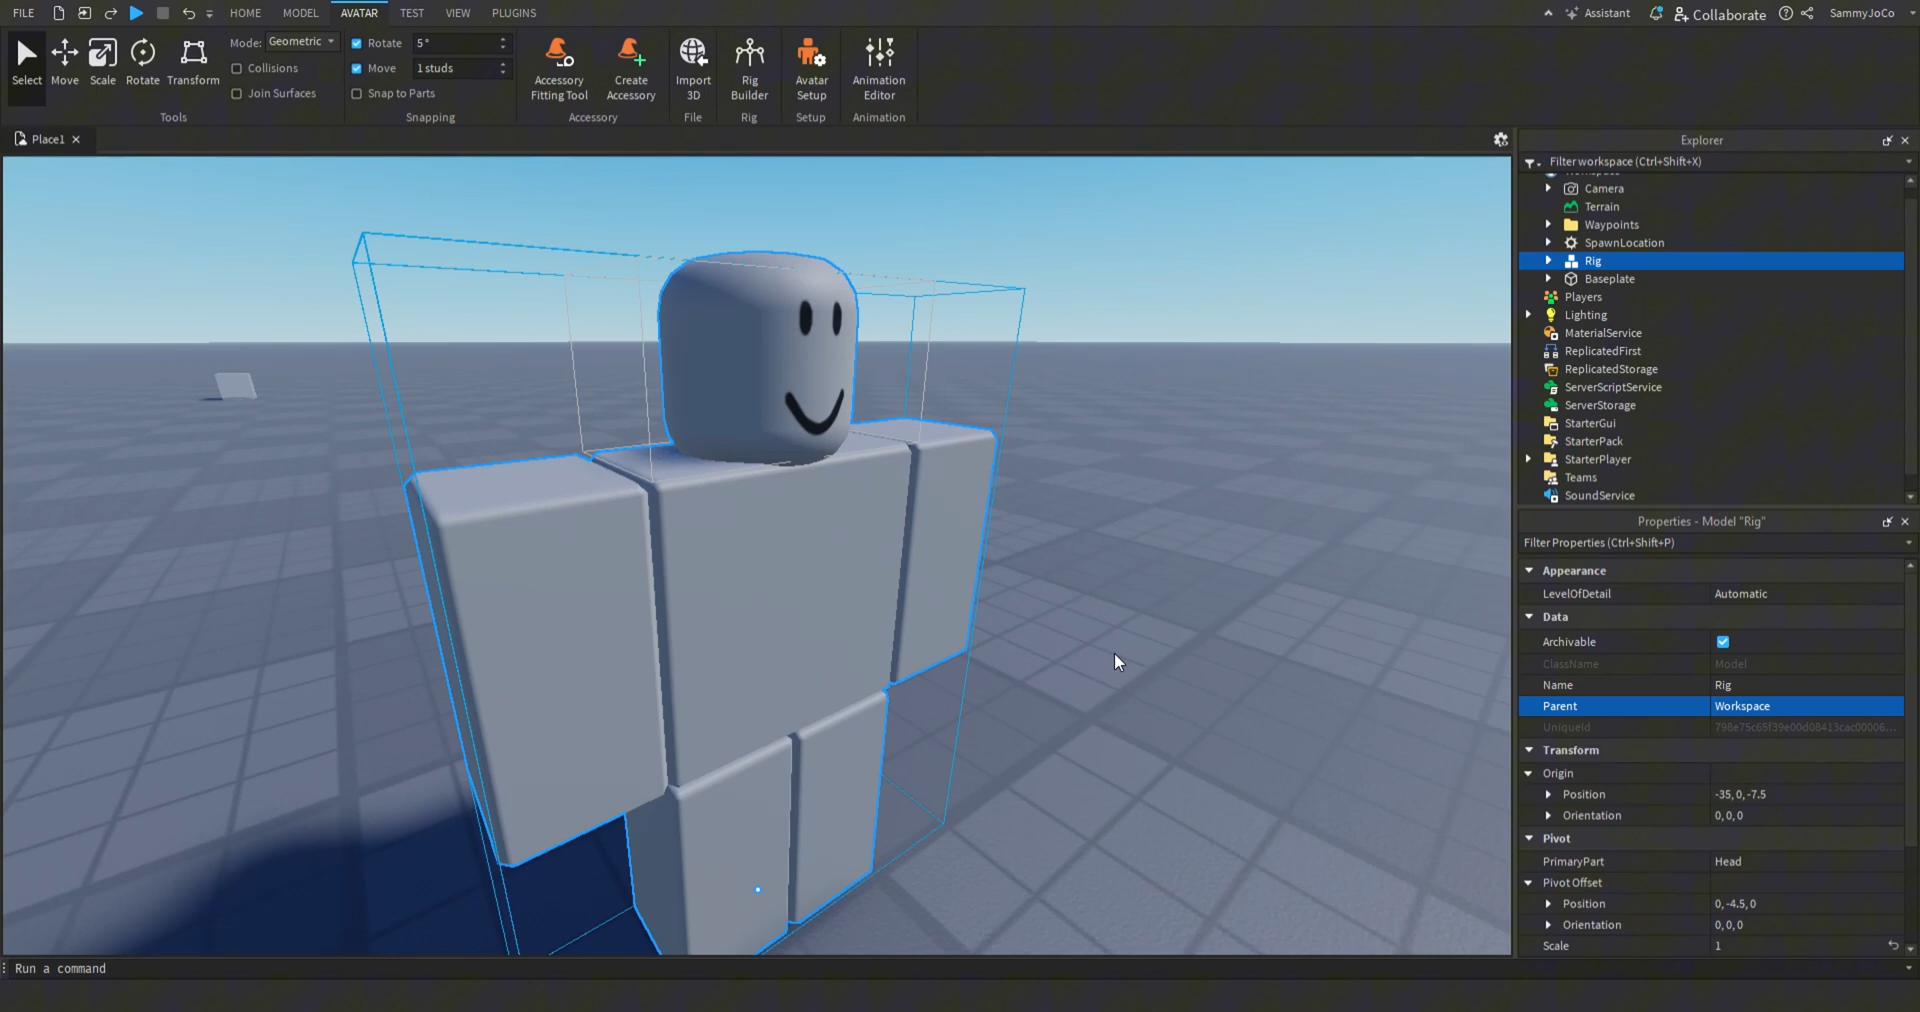 FILE HOME MODEL AVATAR TEST VIEW PLUGINS Assistant Collaborate SammyJoCo
Select Move Scale Rotate Transform
Mode: Geometric
Collisions
Join Surfaces
Tools
Rotate 5°
Move 1 studs
Snap to Parts
Snapping
Accessory Fitting Tool
Create Accessory
Accessory
Import 3D
File
Rig Builder
Rig
Avatar Setup
Setup
Animation Editor
Animation
Place1
Explorer
Filter workspace (Ctrl+Shift+X)
Camera
Terrain
Waypoints
SpawnLocation
Rig
Baseplate
Players
Lighting
MaterialService
ReplicatedFirst
ReplicatedStorage
ServerScriptService
ServerStorage
StarterGui
StarterPack
StarterPlayer
Teams
SoundService
Properties - Model "Rig"
Filter Properties (Ctrl+Shift+P)
Appearance
LevelOfDetail Automatic
Data
Archivable
ClassName Model
Name Rig
Parent Workspace
UniqueId
Transform
Origin
Position -35, 0, -7.5
Orientation 0, 0, 0
Pivot
PrimaryPart Head
Pivot Offset
Position 0, -4.5, 0
Orientation 0, 0, 0
Scale 1
Run a command